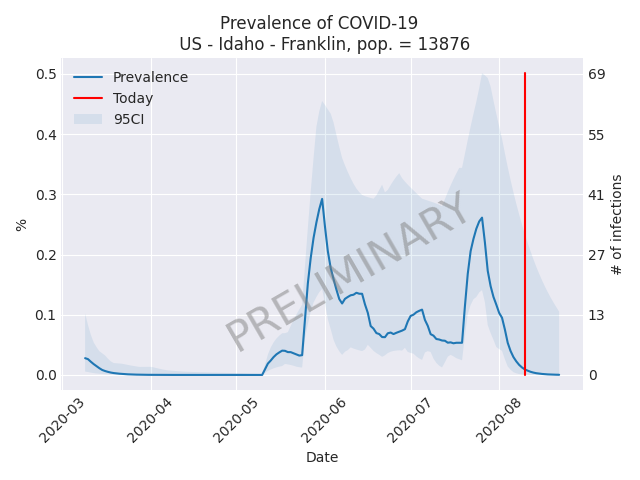 Prevalence of COVID-19
US - Idaho - Franklin, pop. = 13876
Prevalence
Today
95CI
PRELIMINARY
%
0.5
0.4
0.3
0.2
0.1
0.0
69
55
41
27
13
0
# of infections
2020-03
2020-04
2020-05
2020-06
2020-07
2020-08
Date